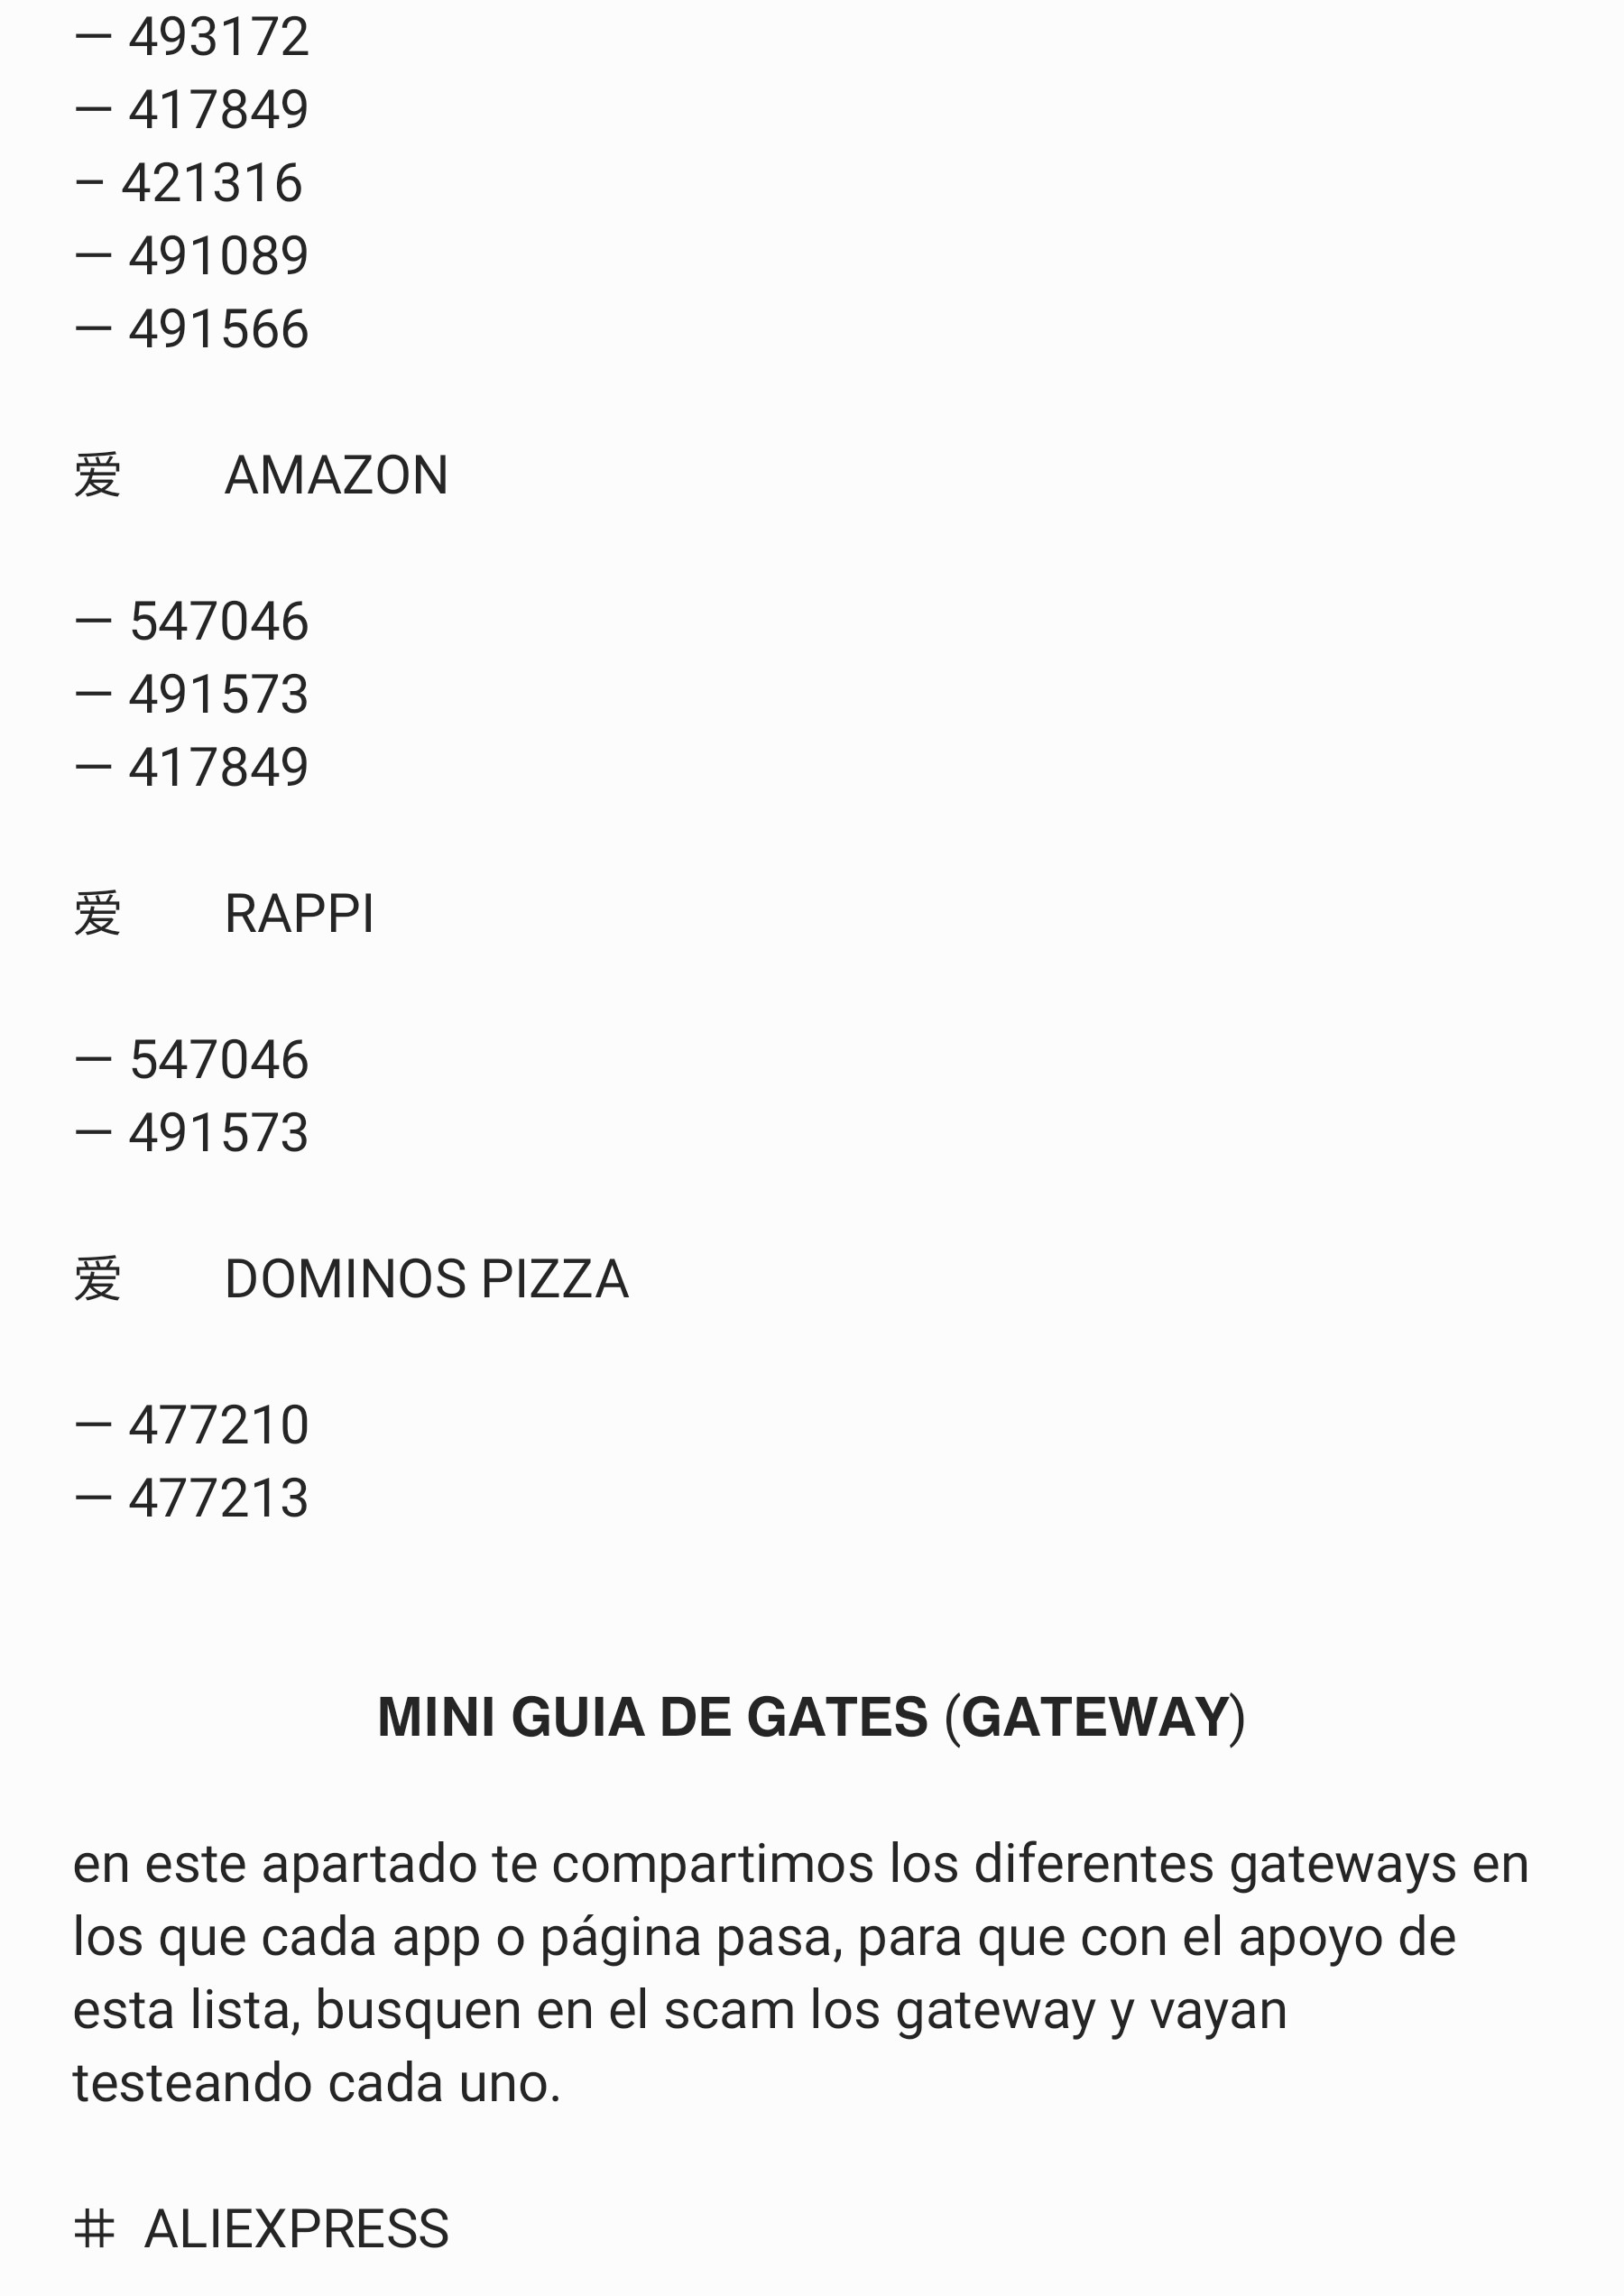 — 493172
— 417849
– 421316
— 491089
— 491566
爱 AMAZON
— 547046
— 491573
— 417849
爱 RAPPI
— 547046
— 491573
爱 DOMINOS PIZZA
— 477210
— 477213
MINI GUIA DE GATES (GATEWAY)
en este apartado te compartimos los diferentes gateways en
los que cada app o página pasa, para que con el apoyo de
esta lista, busquen en el scam los gateway y vayan
testeando cada uno.
# ALIEXPRESS